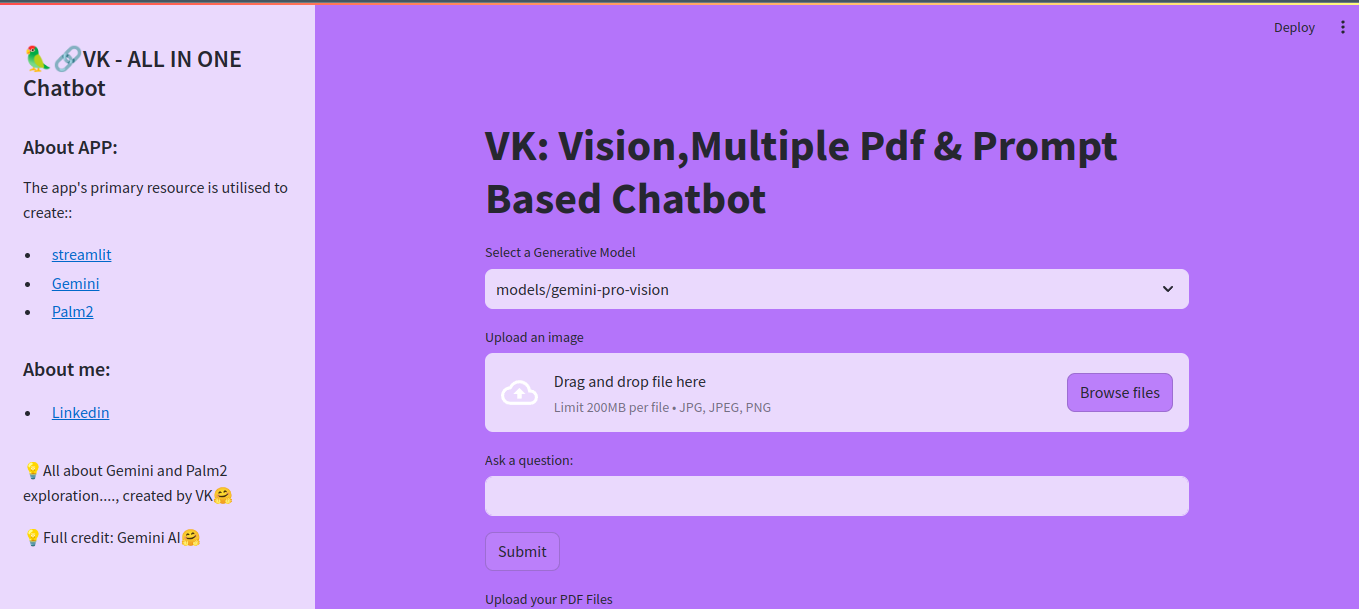 🦜🔗VK - ALL IN ONE
Chatbot
About APP:
The app's primary resource is utilised to
create::
• streamlit
• Gemini
• Palm2
About me:
• Linkedin
💡All about Gemini and Palm2
exploration...., created by VK🤗
💡Full credit: Gemini AI🤗
Deploy
VK: Vision,Multiple Pdf & Prompt
Based Chatbot
Select a Generative Model
models/gemini-pro-vision
Upload an image
Drag and drop file here
Limit 200MB per file • JPG, JPEG, PNG
Browse files
Ask a question:
Submit
Upload your PDF Files